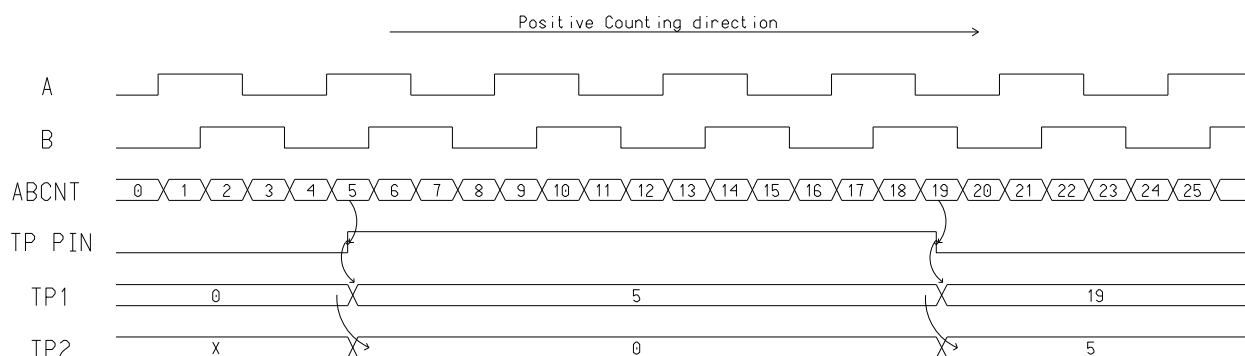 Positive Counting direction
A
B
ABCNT 0 1 2 3 4 5 6 7 8 9 10 11 12 13 14 15 16 17 18 19 20 21 22 23 24 25
TP PIN
TP1 0 5 19
TP2 X 0 5